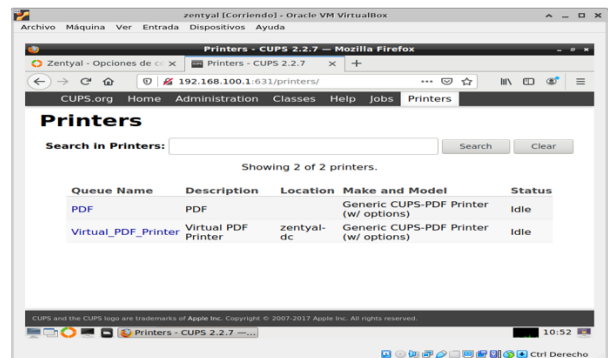 zentyal [Corriendo] - Oracle VM VirtualBox
Archivo Máquina Ver Entrada Dispositivos Ayuda
Printers - CUPS 2.2.7 — Mozilla Firefox
Zentyal - Opciones de c
Printers - CUPS 2.2.7
192.168.100.1:631/printers/
CUPS.org Home Administration Classes Help Jobs Printers
Printers
Search in Printers: Search Clear
Showing 2 of 2 printers.
Queue Name Description Location Make and Model Status
PDF PDF Generic CUPS-PDF Printer (w/ options) Idle
Virtual_PDF_Printer Virtual PDF Printer zentyal-dc Generic CUPS-PDF Printer (w/ options) Idle
CUPS and the CUPS logo are trademarks of Apple Inc. Copyright © 2007-2017 Apple Inc. All rights reserved.
Printers - CUPS 2.2.7 —...
10:52
Ctrl Derecho